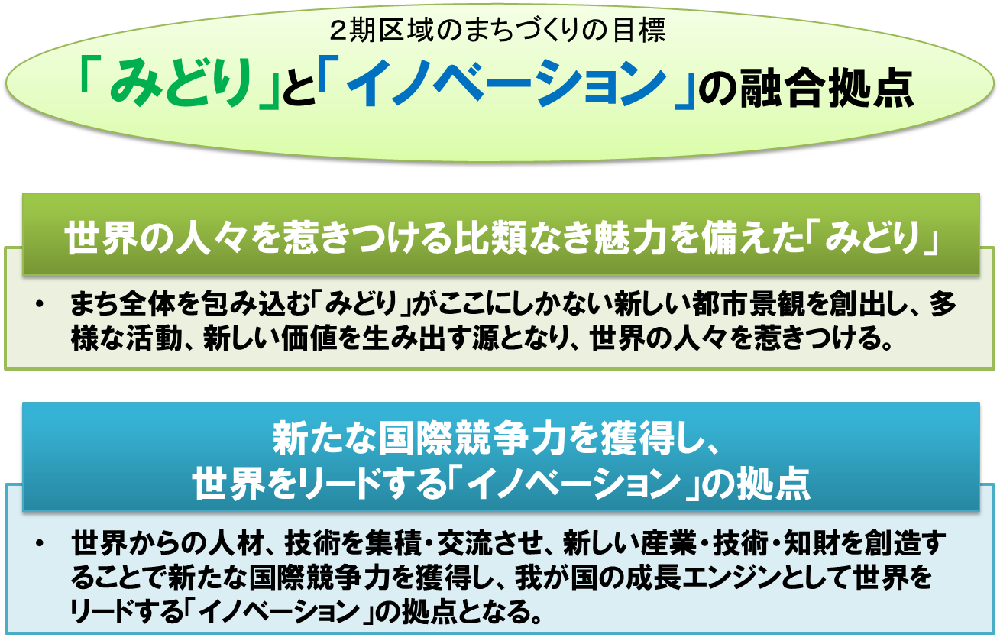 2期区域のまちづくりの目標
「みどり」と「イノベーション」の融合拠点
世界の人々を惹きつける比類なき魅力を備えた「みどり」
• まち全体を包み込む「みどり」がここにしかない新しい都市景観を創出し、多
様な活動、新しい価値を生み出す源となり、世界の人々を惹きつける。
新たな国際競争力を獲得し、
世界をリードする「イノベーション」の拠点
• 世界からの人材、技術を集積・交流させ、新しい産業・技術・知財を創造す
ることで新たな国際競争力を獲得し、我が国の成長エンジンとして世界を
リードする「イノベーション」の拠点となる。